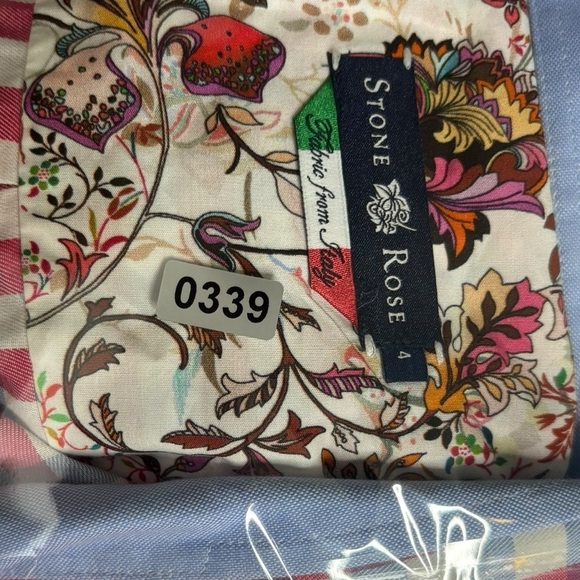 STONE ROSE
Fabric from Italy
4
0339